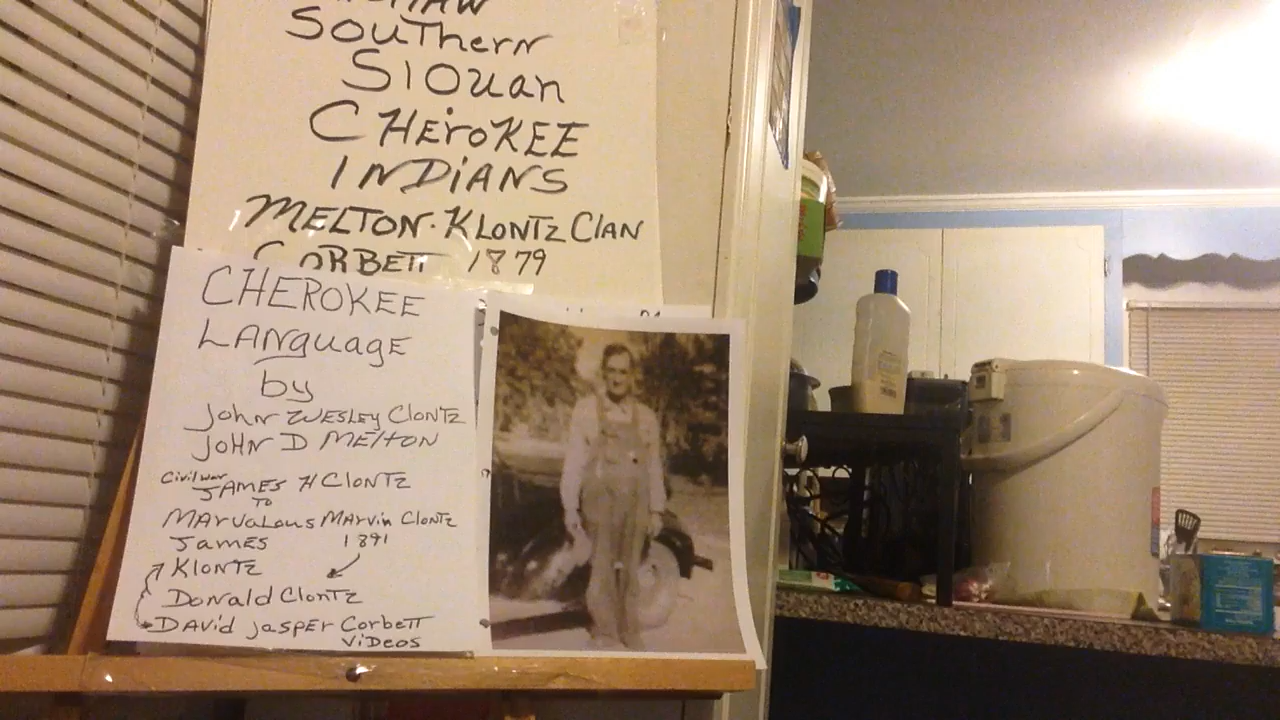 Southern
Siouan
CHEROKEE
INDIANS
MELTON. KLONTZ Clan
CORBETT 1879
CHEROKEE
LANguage
by
John WESLEY Clontz
JOHN D MElTON
Civil war
JAMES H ClONTZ
TO
MArvaLous Marvin Clontz
James 1891
KlONTZ
Donald Clontz
DAVid JASPER Corbett
ViDEOS